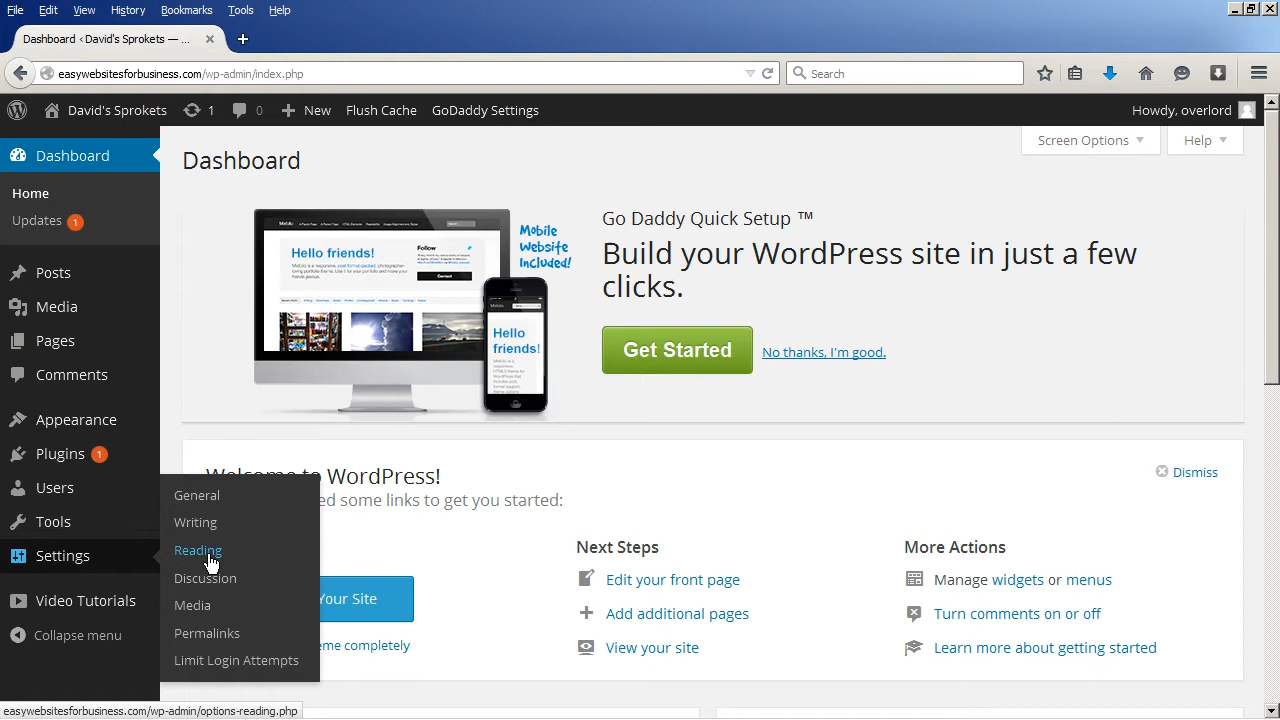 File Edit View History Bookmarks Tools Help
Dashboard ‹ David's Sprockets — ...
easywebsitesforbusiness.com/wp-admin/index.php
Search
David's Sprockets 1 0 New Flush Cache GoDaddy Settings Howdy, overlord
Screen Options Help
Dashboard
Home
Updates 1
Posts
Media
Pages
Comments
Appearance
Plugins 1
Users
Tools
Settings
Video Tutorials
Collapse menu
General
Writing
Reading
Discussion
Media
Permalinks
Limit Login Attempts
Dashboard
Hello friends!
Follow
Contact
Mobile
Website
Included!
Hello
friends!
Go Daddy Quick Setup ™
Build your WordPress site in just a few
clicks.
Get Started No thanks, I'm good.
Welcome to WordPress!
ed some links to get you started:
Dismiss
Your Site
eme completely
Next Steps
Edit your front page
Add additional pages
View your site
More Actions
Manage widgets or menus
Turn comments on or off
Learn more about getting started
easywebsitesforbusiness.com/wp-admin/options-reading.php